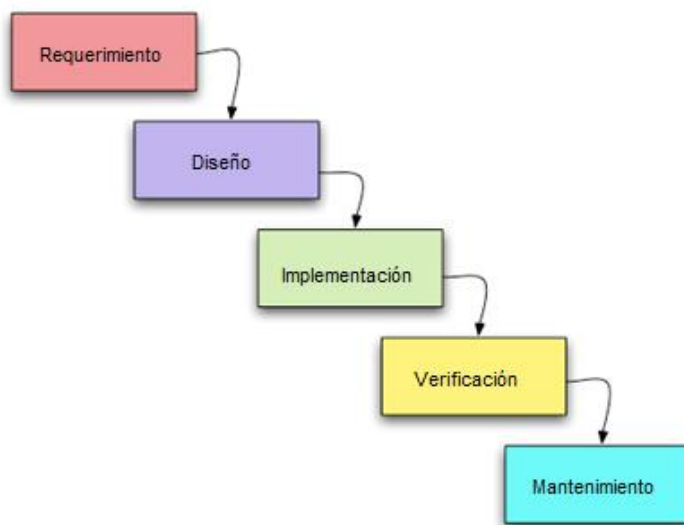 Requerimiento
Diseño
Implementación
Verificación
Mantenimiento